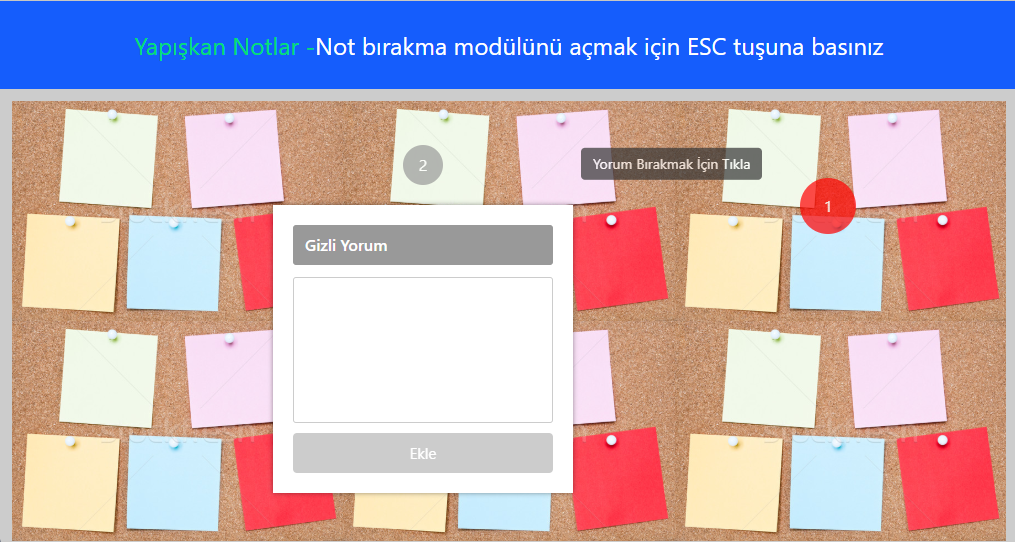 Yapışkan Notlar -Not bırakma modülünü açmak için ESC tuşuna basınız
2
Yorum Bırakmak İçin Tıkla
1
Gizli Yorum
Ekle